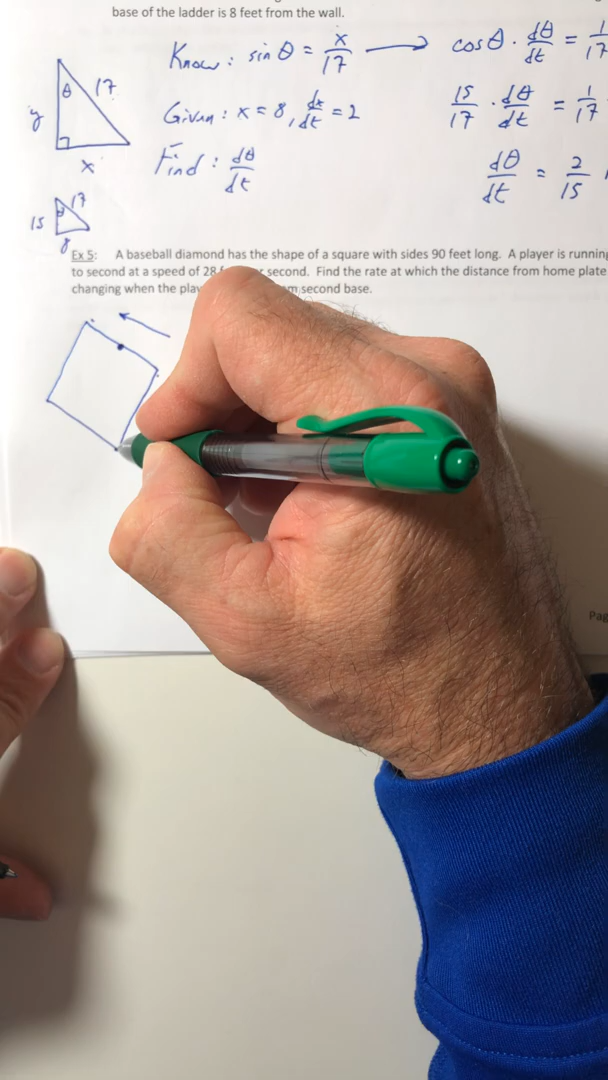 base of the ladder is 8 feet from the wall.
Know: sin θ = x/17 → cosθ · dθ/dt = 1/17
θ 17
y
x
Given: x = 8, dx/dt = 2
15/17 · dθ/dt = 1/17
Find: dθ/dt
dθ/dt = 2/15
15 17
8
Ex 5: A baseball diamond has the shape of a square with sides 90 feet long. A player is running
to second at a speed of 28 second. Find the rate at which the distance from home plate
changing when the second base.